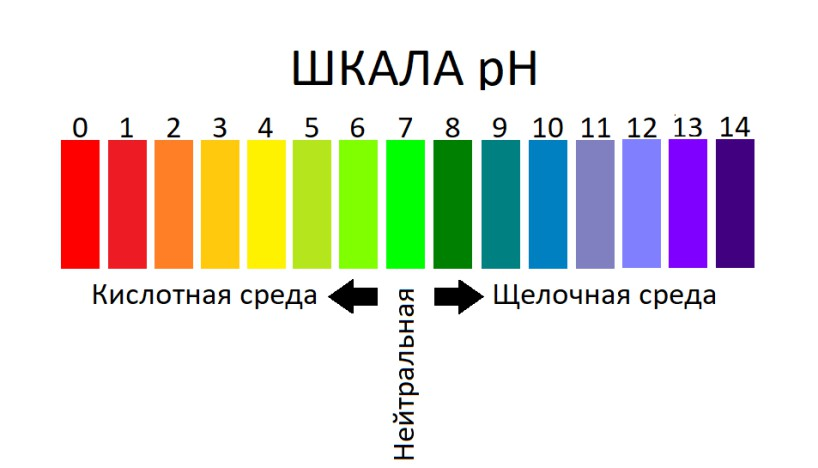 ШКАЛА pH
0 1 2 3 4 5 6 7 8 9 10 11 12 13 14
Кислотная среда
Нейтральная
Щелочная среда